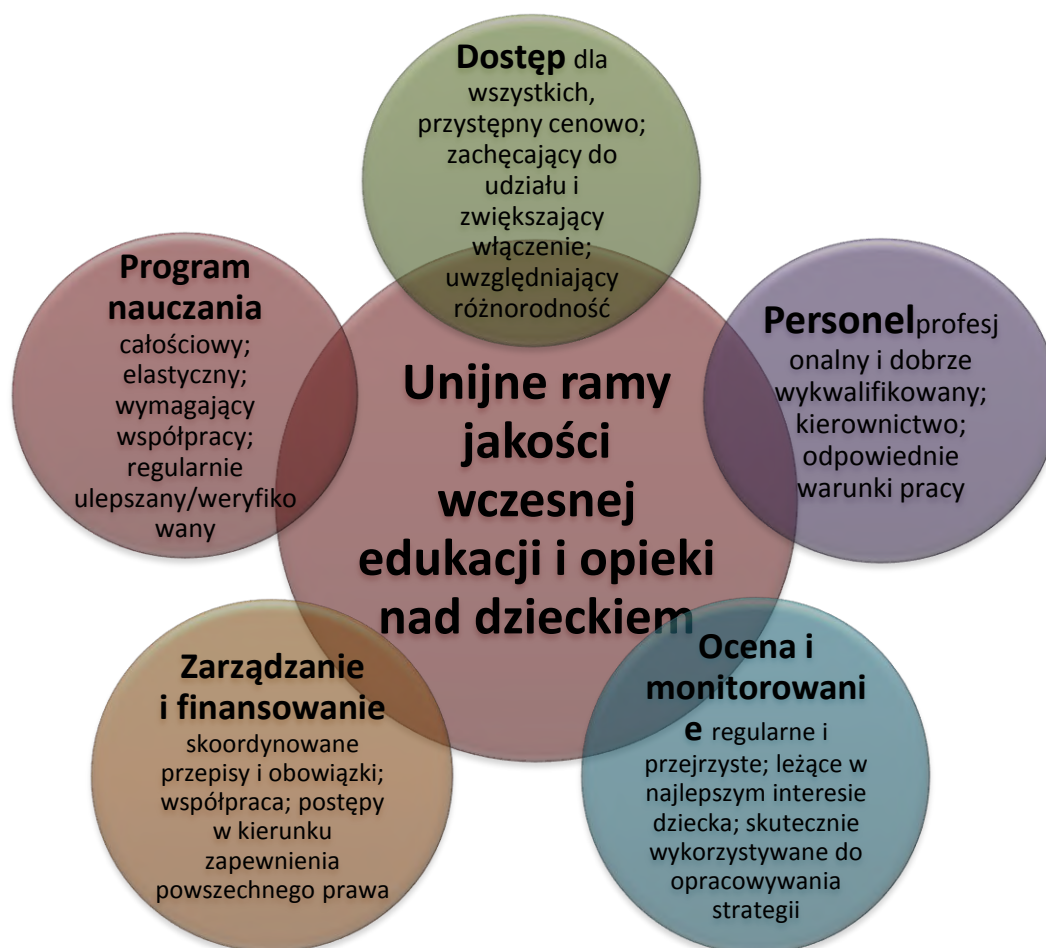 Dostęp dla
wszystkich,
przystępny cenowo;
zachęcający do
udziału i
zwiększający
włączenie;
uwzględniający
różnorodność
Program
nauczania
całościowy;
elastyczny;
wymagający
współpracy;
regularnie
ulepszany/weryfiko
wany
Unijne ramy
jakości
wczesnej
edukacji i opieki
nad dzieckiem
Personelprofesj
onalny i dobrze
wykwalifikowany;
kierownictwo;
odpowiednie
warunki pracy
Zarządzanie
i finansowanie
skoordynowane
przepisy i obowiązki;
współpraca; postępy
w kierunku
zapewnienia
powszechnego prawa
Ocena i
monitorowani
e regularne i
przejrzyste; leżące w
najlepszym interesie
dziecka; skutecznie
wykorzystywane do
opracowywania
strategii